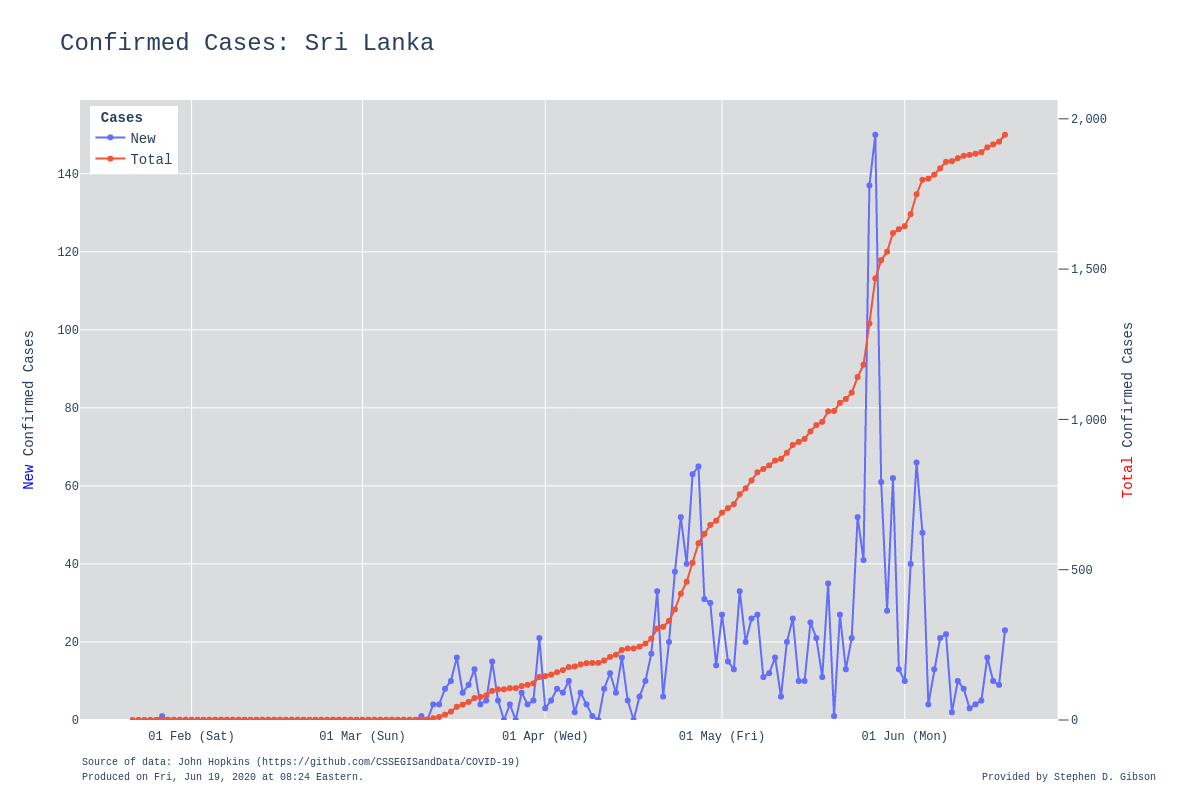 Confirmed Cases: Sri Lanka
Cases
New
Total
140
120
100
80
60
40
20
0
New Confirmed Cases
2,000
1,500
1,000
500
0
Total Confirmed Cases
01 Feb (Sat) 01 Mar (Sun) 01 Apr (Wed) 01 May (Fri) 01 Jun (Mon)
Source of data: John Hopkins (https://github.com/CSSEGISandData/COVID-19)
Produced on Fri, Jun 19, 2020 at 08:24 Eastern.
Provided by Stephen D. Gibson